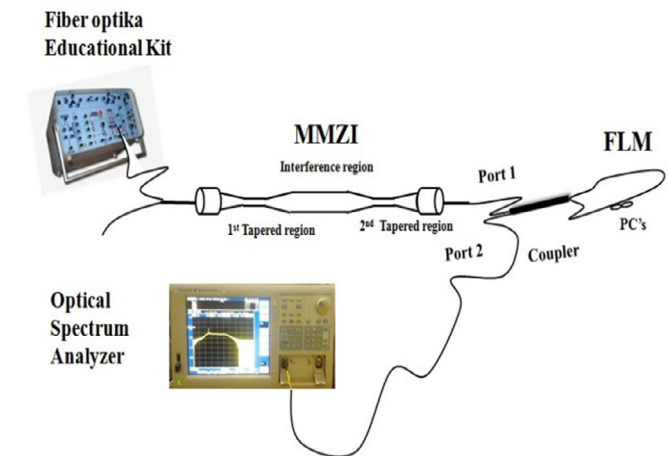 Fiber optika
Educational Kit
MMZI
Interference region
FLM
Port 1
1st Tapered region
2nd Tapered region
PC's
Port 2
Coupler
Optical
Spectrum
Analyzer